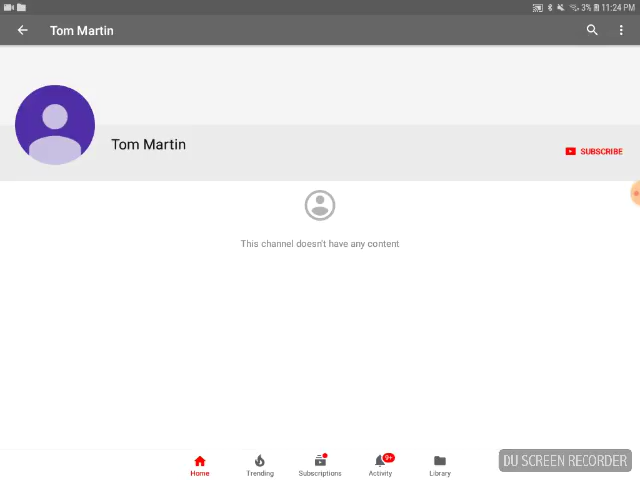 3% 11:24 PM
Tom Martin
Tom Martin
SUBSCRIBE
This channel doesn't have any content
Home
Trending
Subscriptions
9+
Activity
Library
DU SCREEN RECORDER